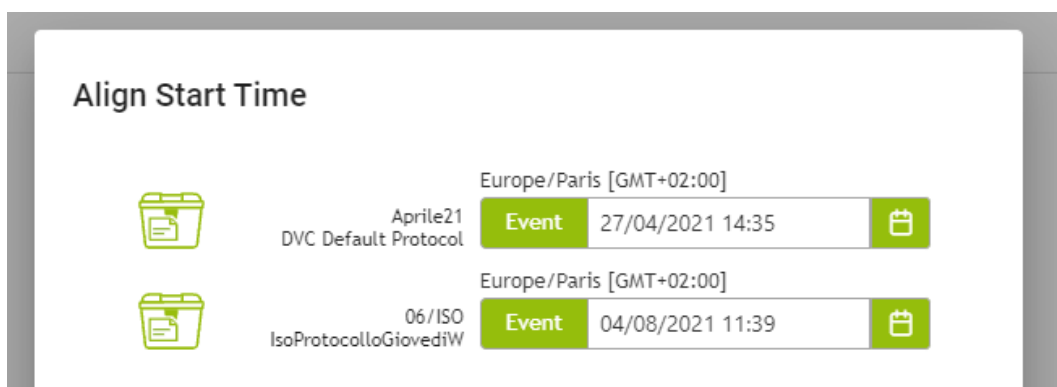 Align Start Time
Europe/Paris [GMT+02:00]
Aprile21
DVC Default Protocol
Event
27/04/2021 14:35
Europe/Paris [GMT+02:00]
06/ISO
IsoProtocolloGiovediW
Event
04/08/2021 11:39